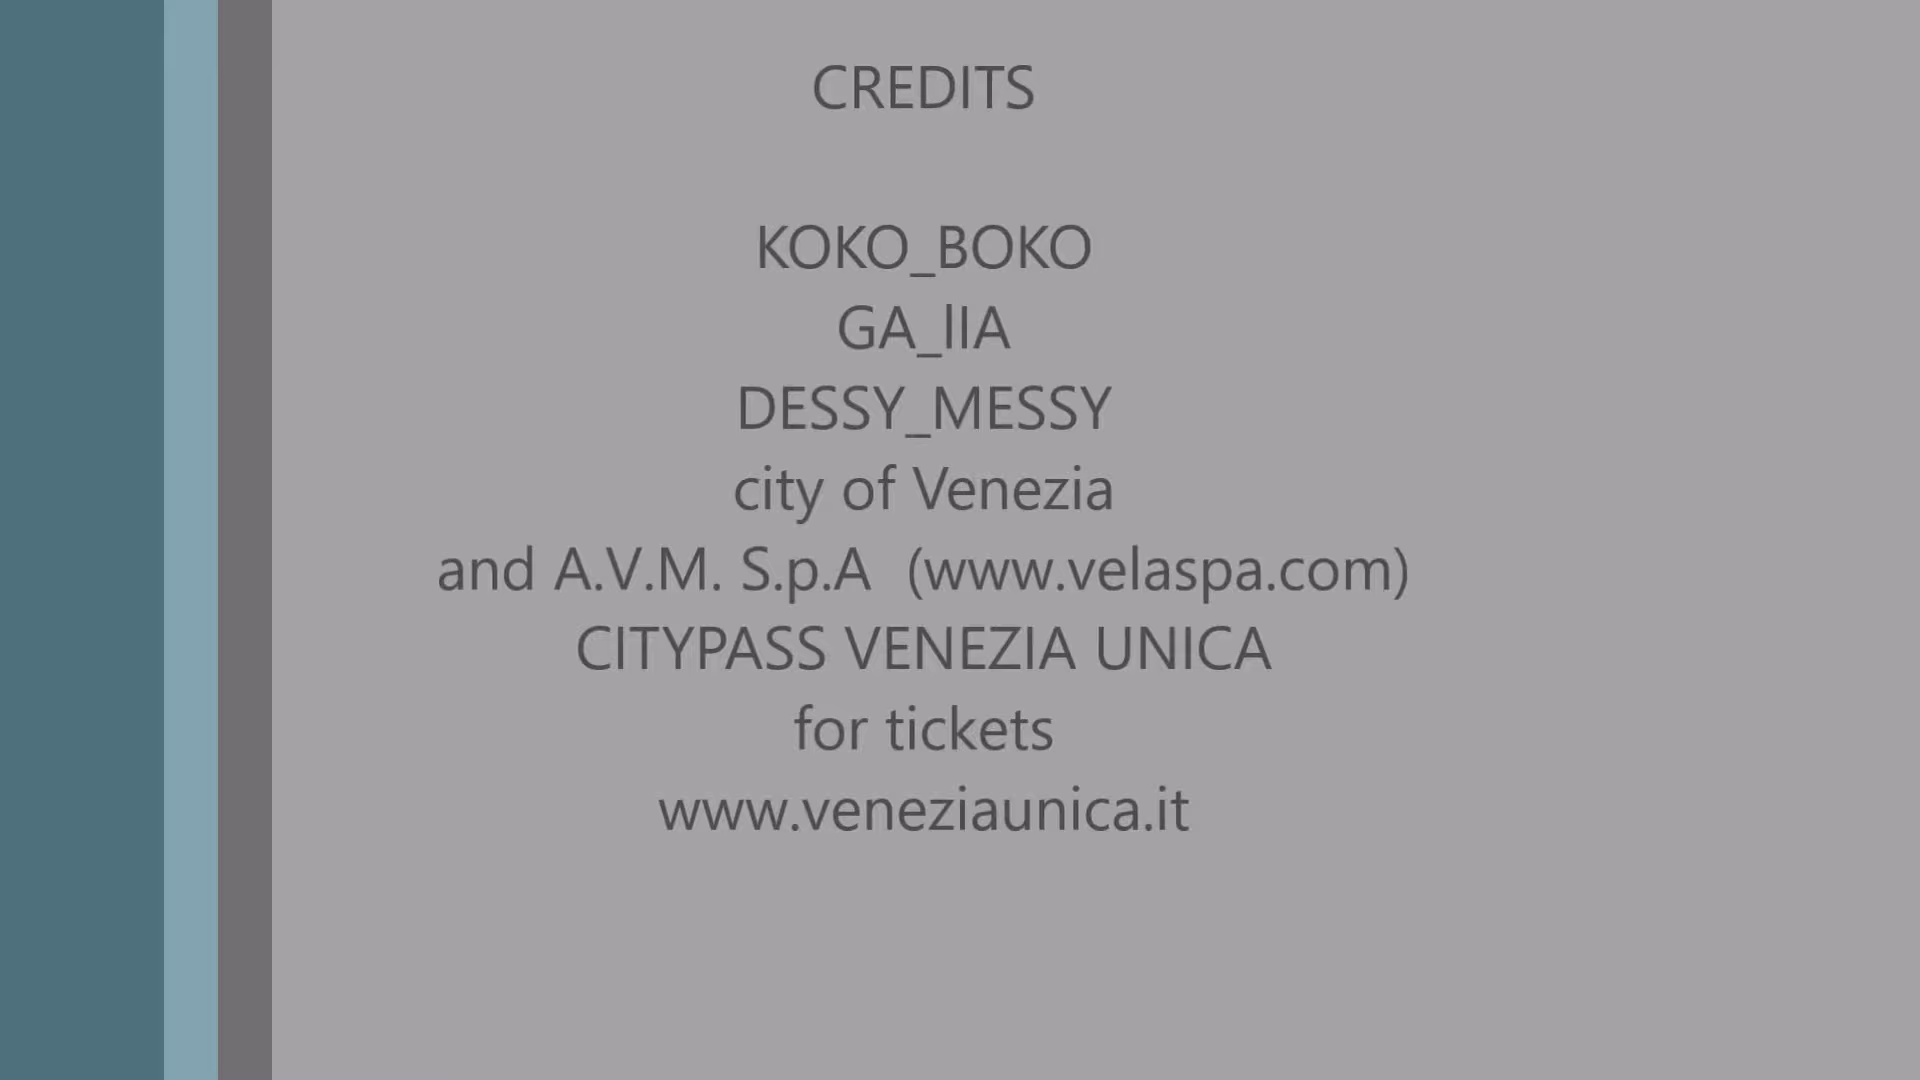 CREDITS
KOKO_BOKO
GA_lIA
DESSY_MESSY
city of Venezia
and A.V.M. S.p.A  (www.velaspa.com)
CITYPASS VENEZIA UNICA
for tickets
www.veneziaunica.it